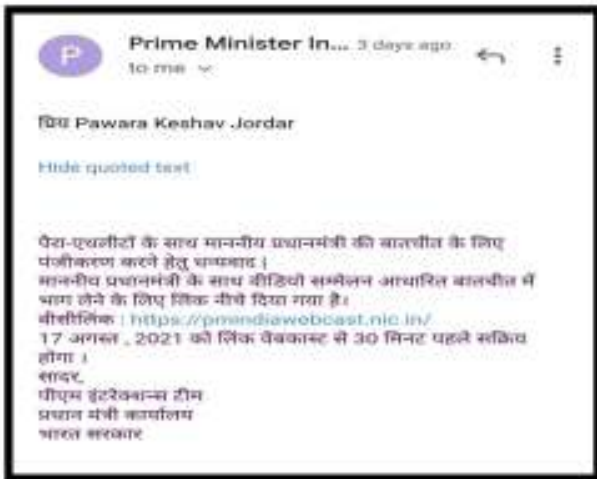 P
Prime Minister In... 3 days ago
to me
प्रिय Pawara Keshav Jordar
Hide quoted text
पैरा-एथलीटों के साथ माननीय प्रधानमंत्री की बातचीत के लिए
पंजीकरण करने हेतु धन्यवाद।
माननीय प्रधानमंत्री के साथ वीडियो सम्मेलन आधारित बातचीत में
भाग लेने के लिए लिंक नीचे दिया गया है।
वीसीलिंक : https://pmindiawebcast.nic.in/
17 अगस्त , 2021 को लिंक वेबकास्ट से 30 मिनट पहले सक्रिय
होगा ।
सादर,
पीएम इंटरेक्शन्स टीम
प्रधान मंत्री कार्यालय
भारत सरकार